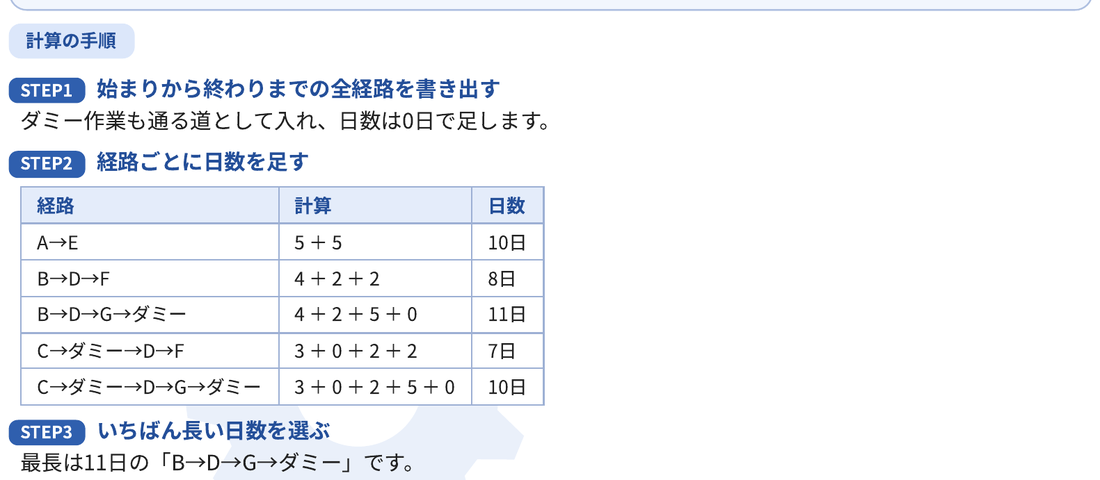 計算の手順
STEP1 始まりから終わりまでの全経路を書き出す
ダミー作業も通る道として入れ、日数は0日で足します。
STEP2 経路ごとに日数を足す
経路 計算 日数
A→E 5 + 5 10日
B→D→F 4 + 2 + 2 8日
B→D→G→ダミー 4 + 2 + 5 + 0 11日
C→ダミー→D→F 3 + 0 + 2 + 2 7日
C→ダミー→D→G→ダミー 3 + 0 + 2 + 5 + 0 10日
STEP3 いちばん長い日数を選ぶ
最長は11日の「B→D→G→ダミー」です。